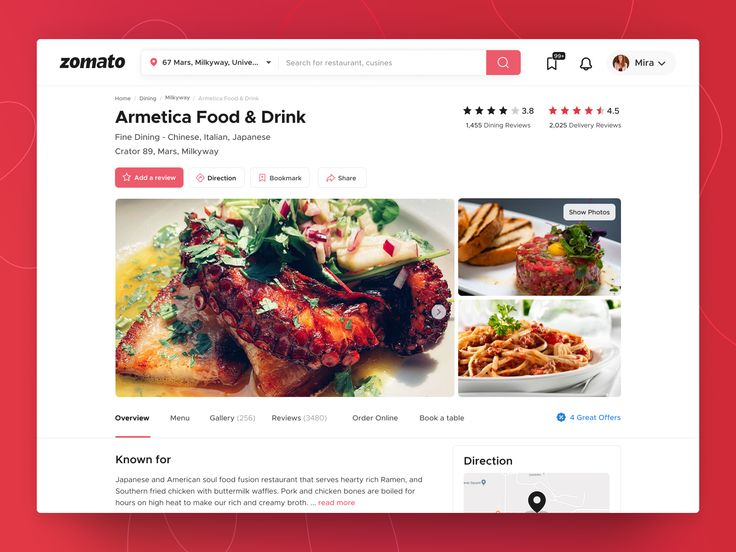 zomato
67 Mars, Milkyway, Unive...
Search for restaurant, cusines
99+
Mira
Home / Dining / Milkyway / Armetica Food & Drink
Armetica Food & Drink
3.8
4.5
Fine Dining - Chinese, Italian, Japanese
1,455 Dining Reviews
2,025 Delivery Reviews
Crator 89, Mars, Milkyway
Add a review
Direction
Bookmark
Share
Show Photos
Overview
Menu
Gallery (256)
Reviews (3480)
Order Online
Book a table
4 Great Offers
Known for
Japanese and American soul food fusion restaurant that serves hearty rich Ramen, and
Southern fried chicken with buttermilk waffles. Pork and chicken bones are boiled for
hours on high heat to make our rich and creamy broth. ... read more
Direction